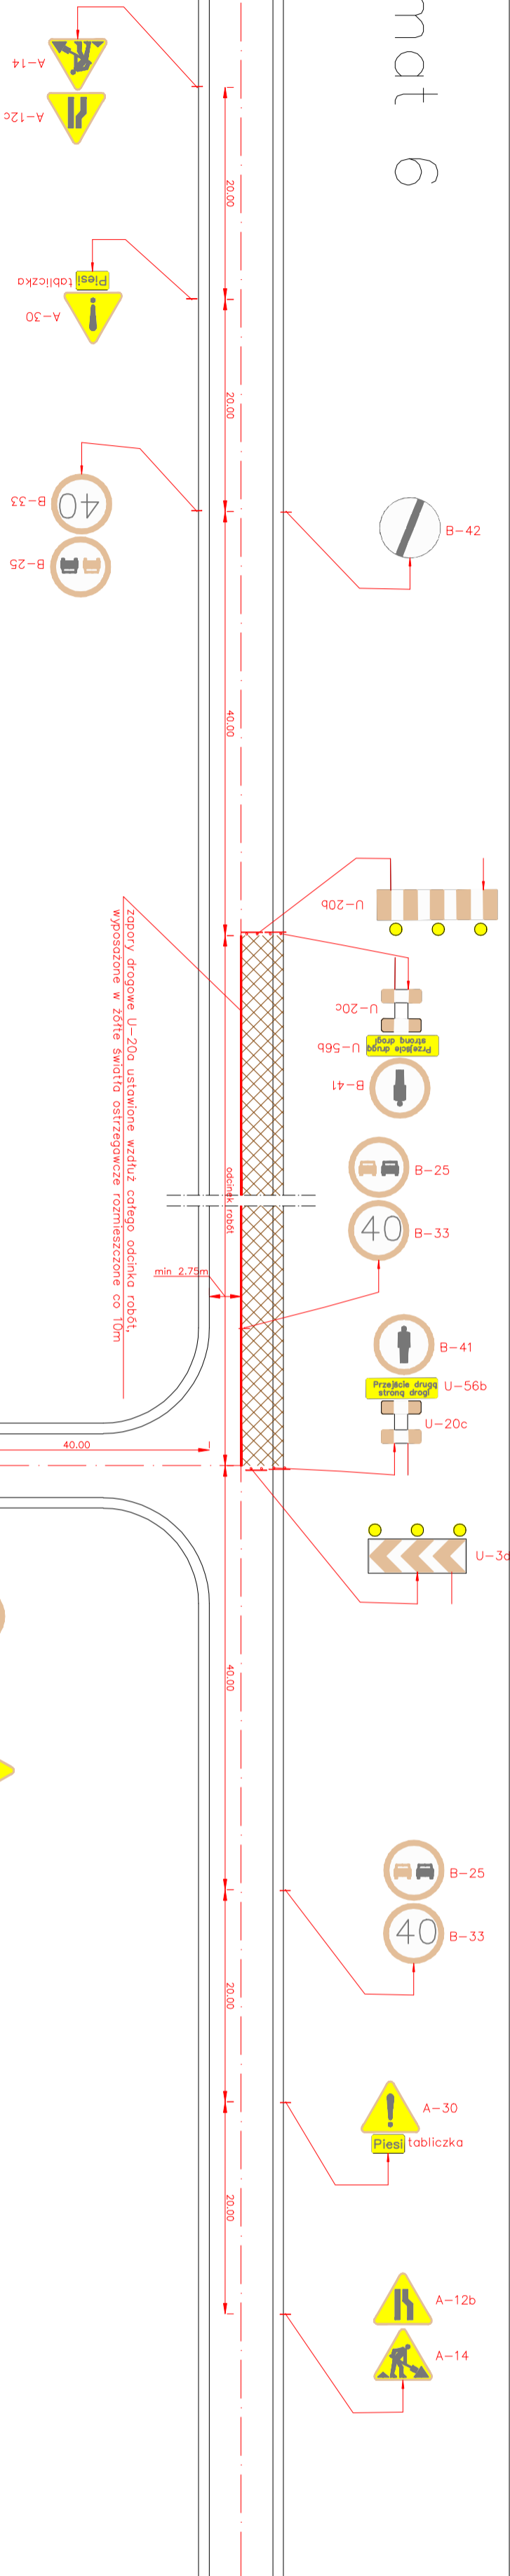 mat 6
A-14
A-12c
20.00
Piesi
tabliczka
A-30
20.00
B-33
40
B-25
B-42
40.00
U-20b
zapory drogowe U-20a ustawione wzdłuż całego odcinka robót,
wyposażone w żółte światła ostrzegawcze rozmieszczone co 10m
U-20c
Przejście drugą
stroną drogi
U-56b
B-41
B-25
odcinek robót
40
B-33
min 2.75m
B-41
Przejście drugą
stroną drogi
U-56b
U-20c
40.00
U-3d
40.00
B-25
40
B-33
20.00
A-30
Piesi
tabliczka
20.00
A-12b
A-14